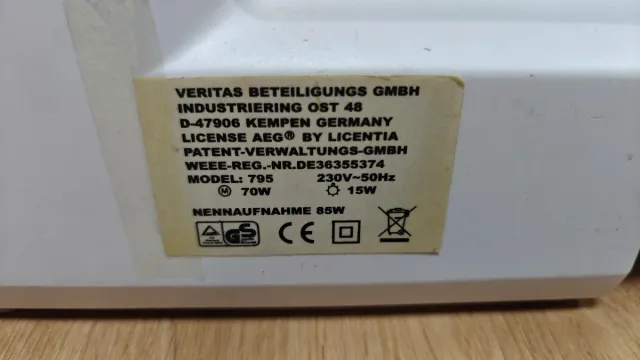 VERITAS BETEILIGUNGS GMBH
INDUSTRIERING OST 48
D-47906 KEMPEN GERMANY
LICENSE AEG® BY LICENTIA
PATENT-VERWALTUNGS-GMBH
WEEE-REG.-NR.DE36355374
MODEL: 795 230V~50Hz
M 70W 15W
NENNAUFNAHME 85W
GS CE